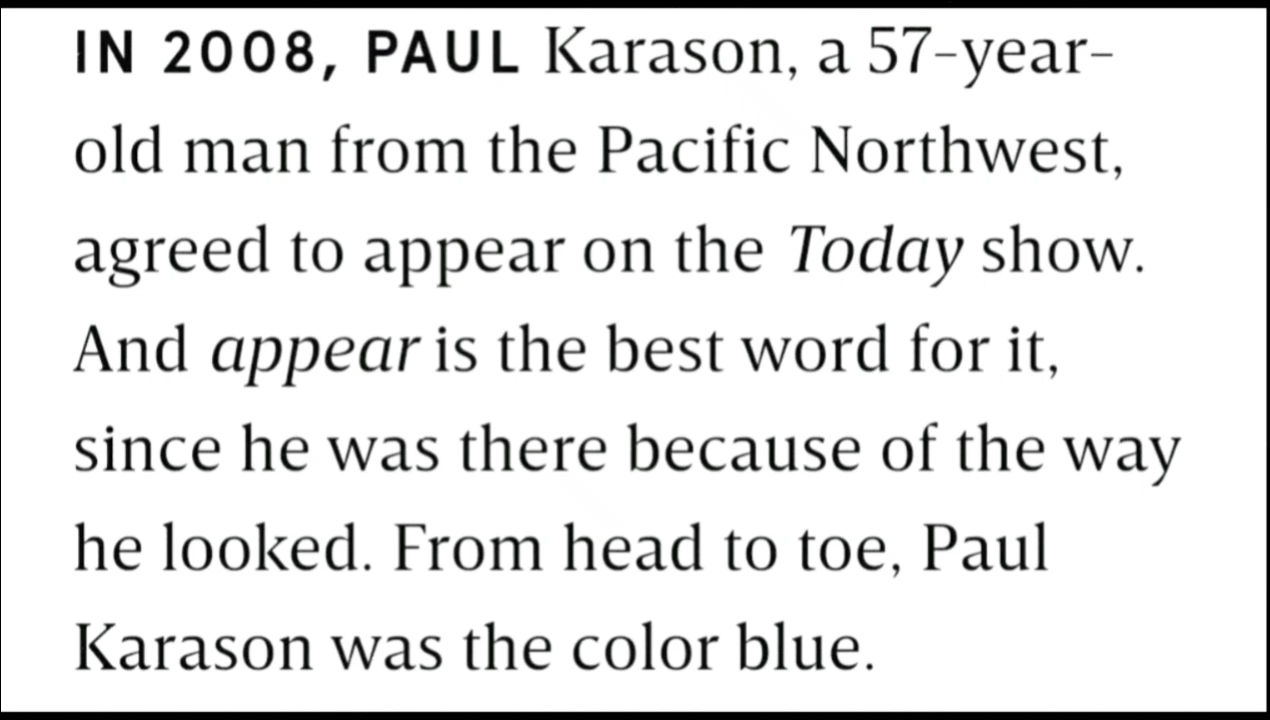 IN 2008, PAUL Karason, a 57-year-
old man from the Pacific Northwest,
agreed to appear on the Today show.
And appear is the best word for it,
since he was there because of the way
he looked. From head to toe, Paul
Karason was the color blue.